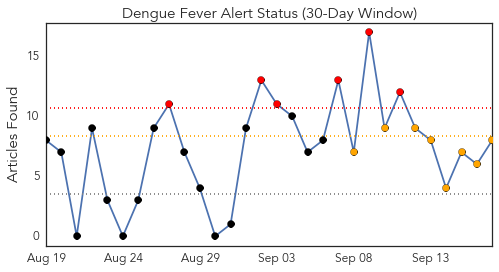 Dengue Fever Alert Status (30-Day Window)
Articles Found
15
10
5
0
Aug 19 Aug 24 Aug 29 Sep 03 Sep 08 Sep 13